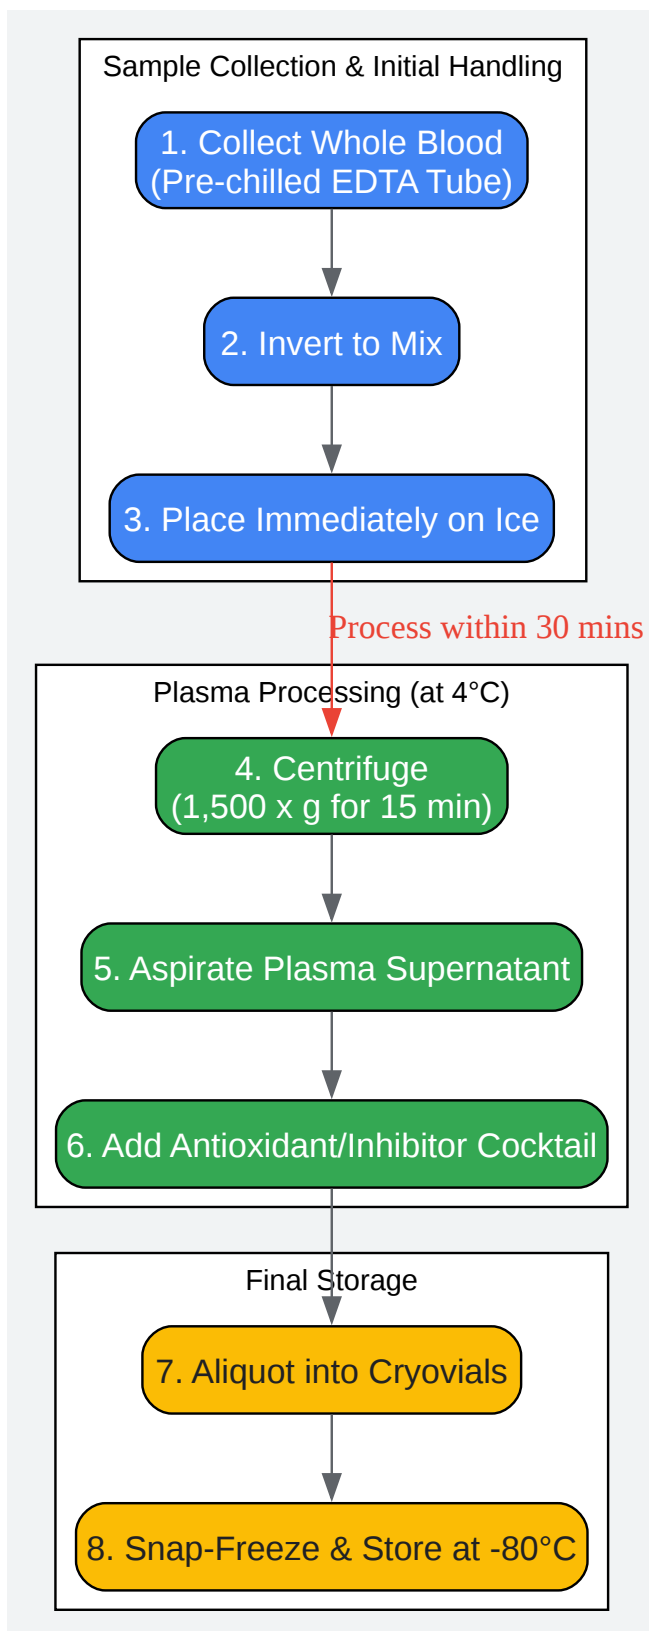 Sample Collection & Initial Handling
1. Collect Whole Blood
(Pre-chilled EDTA Tube)
2. Invert to Mix
3. Place Immediately on Ice
Process within 30 mins
Plasma Processing (at 4°C)
4. Centrifuge
(1,500 x g for 15 min)
5. Aspirate Plasma Supernatant
6. Add Antioxidant/Inhibitor Cocktail
Final Storage
7. Aliquot into Cryovials
8. Snap-Freeze & Store at -80°C